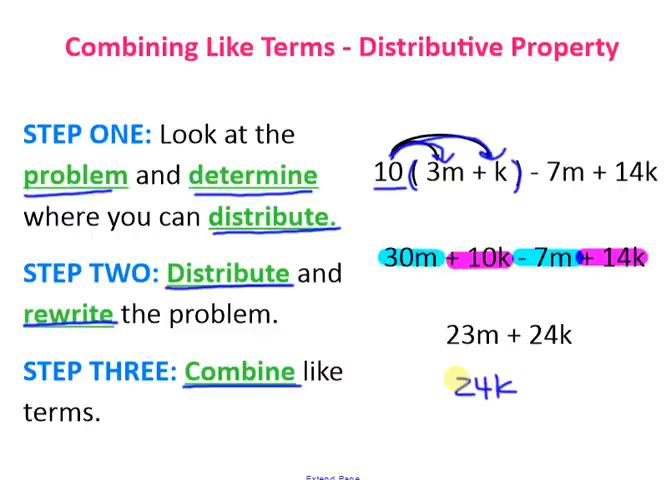 Combining Like Terms - Distributive Property
STEP ONE: Look at the
problem and determine
where you can distribute.
STEP TWO: Distribute and
rewrite the problem.
STEP THREE: Combine like
terms.
10 ( 3m + k ) - 7m + 14k
30m + 10k - 7m + 14k
23m + 24k
24k
Extend Page